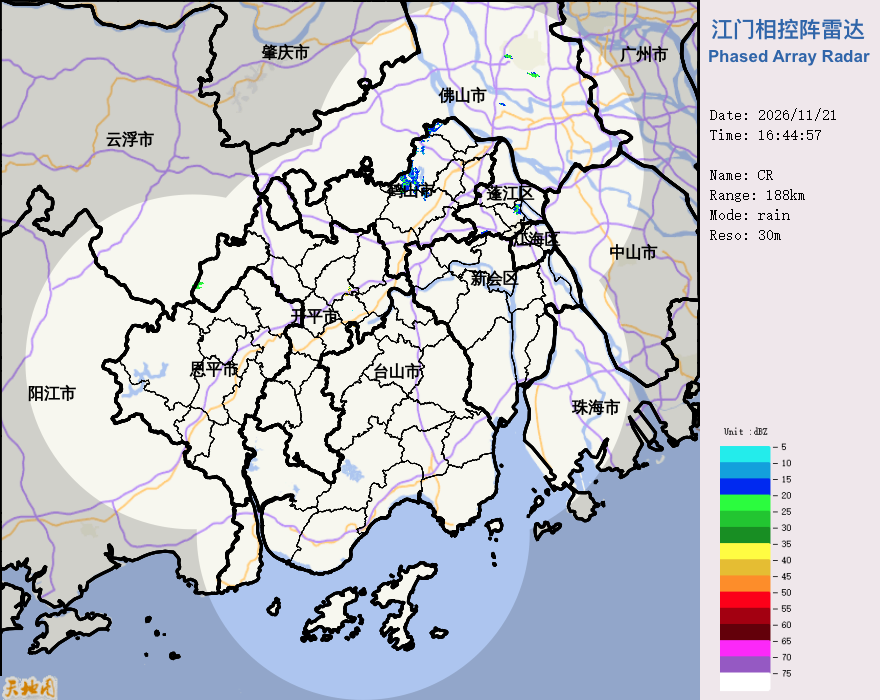 江门相控阵雷达
Phased Array Radar
Date: 2026/11/21
Time: 16:44:57
Name: CR
Range: 188km
Mode: rain
Reso: 30m
肇庆市
广州市
佛山市
云浮市
鹤山市
蓬江区
江海区
中山市
新会区
开平市
恩平市
台山市
阳江市
珠海市
Unit :dBZ
5
10
15
20
25
30
35
40
45
50
55
60
65
70
75
天地图